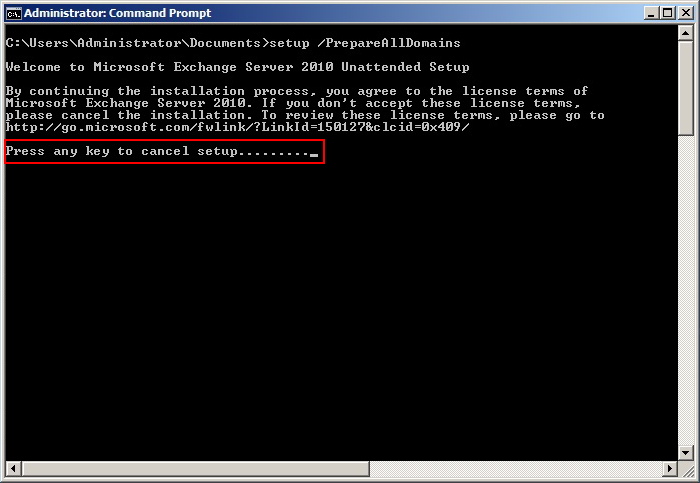 Administrator: Command Prompt
C:\Users\Administrator\Documents>setup /PrepareAllDomains
Welcome to Microsoft Exchange Server 2010 Unattended Setup
By continuing the installation process, you agree to the license terms of
Microsoft Exchange Server 2010. If you don't accept these license terms,
please cancel the installation. To review these license terms, please go to
http://go.microsoft.com/fwlink/?LinkId=150127&clcid=0x409/
Press any key to cancel setup.........